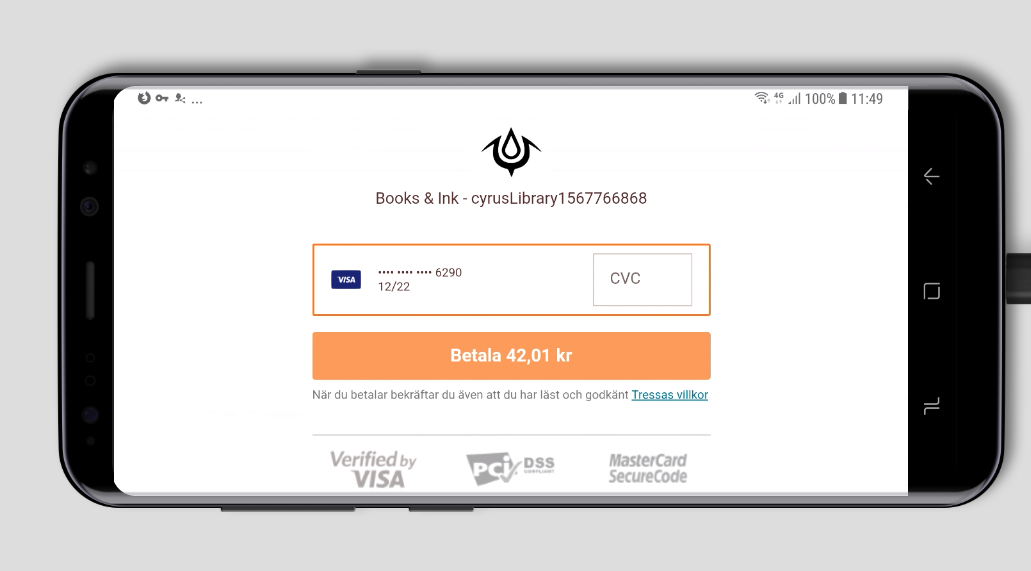 ... 4G 100% 11:49
Books & Ink - cyrusLibrary1567766868
VISA
•••• •••• •••• 6290
12/22
CVC
Betala 42,01 kr
När du betalar bekräftar du även att du har läst och godkänt Tressas villkor
Verified by
VISA
PCI DSS
COMPLIANT
MasterCard
SecureCode